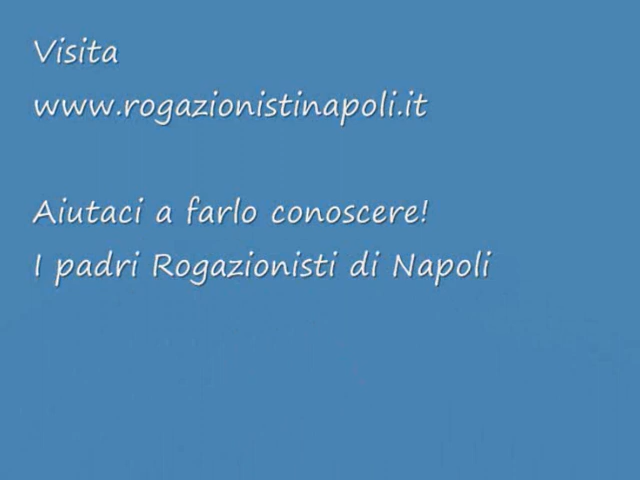 Visita
www.rogazionistinapoli.it
Aiutaci a farlo conoscere!
I padri Rogazionisti di Napoli